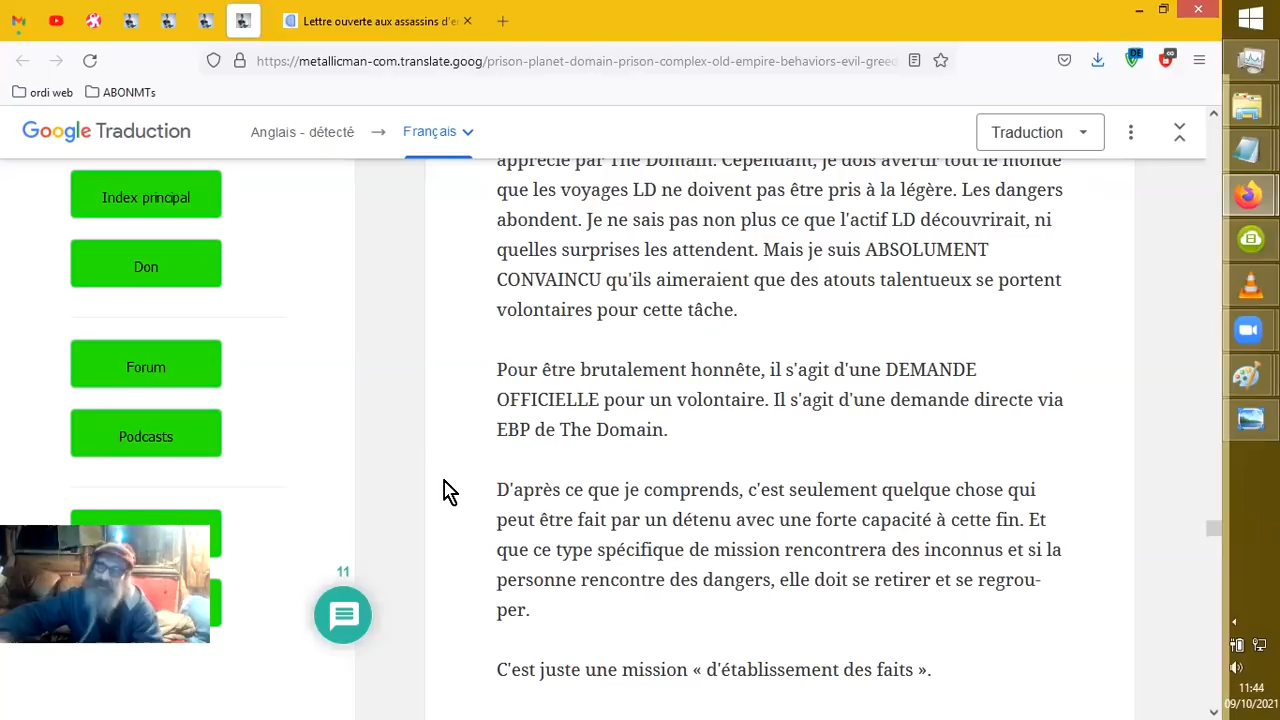 Lettre ouverte aux assassins d'e
https://metallicman-com.translate.goog/prison-planet-domain-prison-complex-old-empire-behaviors-evil-greed
DE
∞
ordi web
ABONMTs
Google Traduction
Anglais - détecté
Français
Traduction
Index principal
Don
Forum
Podcasts
11
apprécié par The Domain. Cependant, je dois avertir tout le monde
que les voyages LD ne doivent pas être pris à la légère. Les dangers
abondent. Je ne sais pas non plus ce que l'actif LD découvrirait, ni
quelles surprises les attendent. Mais je suis ABSOLUMENT
CONVAINCU qu'ils aimeraient que des atouts talentueux se portent
volontaires pour cette tâche.
Pour être brutalement honnête, il s'agit d'une DEMANDE
OFFICIELLE pour un volontaire. Il s'agit d'une demande directe via
EBP de The Domain.
D'après ce que je comprends, c'est seulement quelque chose qui
peut être fait par un détenu avec une forte capacité à cette fin. Et
que ce type spécifique de mission rencontrera des inconnus et si la
personne rencontre des dangers, elle doit se retirer et se regrou-
per.
C'est juste une mission « d'établissement des faits ».
11:44
09/10/2021